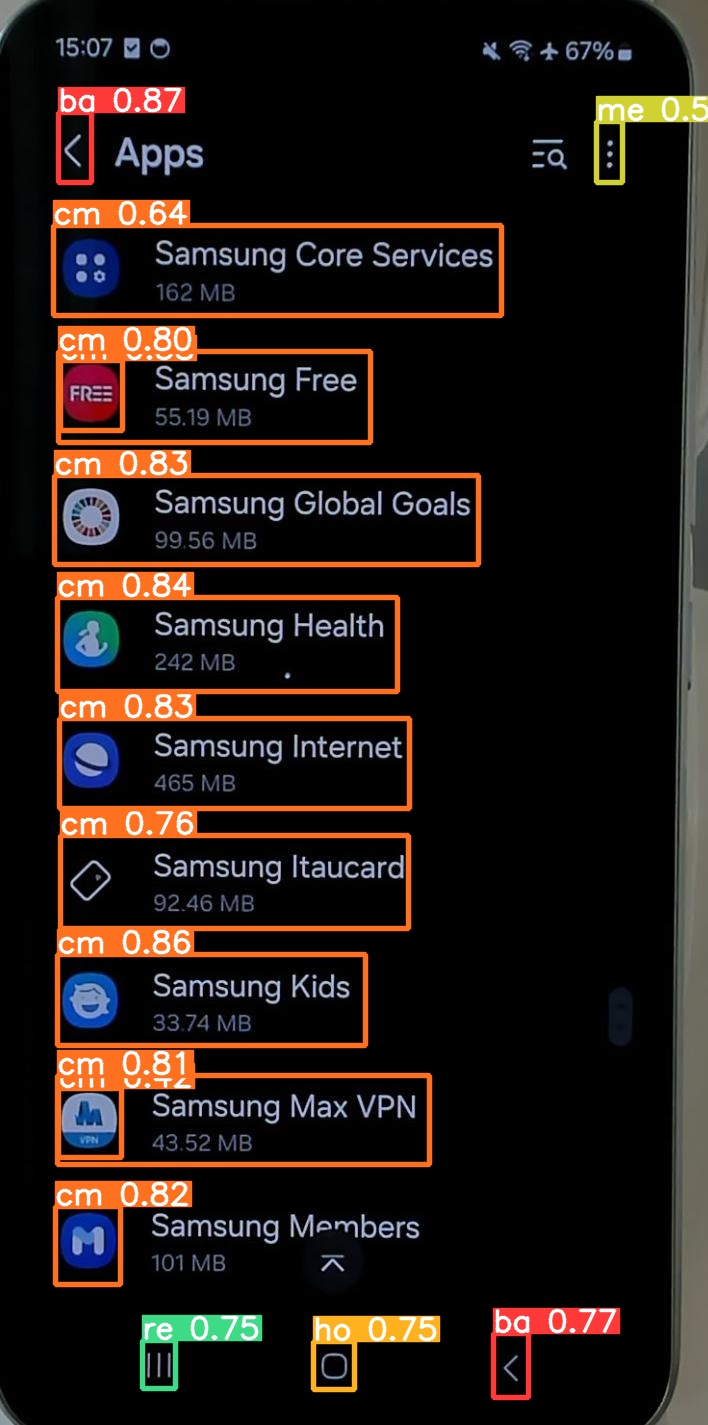 15:07 67%
ba 0.87
me 0.5
Apps
cm 0.64
Samsung Core Services
162 MB
cm 0.80
FREE
Samsung Free
55.19 MB
cm 0.83
Samsung Global Goals
99.56 MB
cm 0.84
Samsung Health
242 MB
cm 0.83
Samsung Internet
465 MB
cm 0.76
Samsung Itaucard
92.46 MB
cm 0.86
Samsung Kids
33.74 MB
cm 0.81
cm 0.42
Samsung Max VPN
VPN
43.52 MB
cm 0.82
Samsung Members
101 MB
re 0.75
ho 0.75
ba 0.77